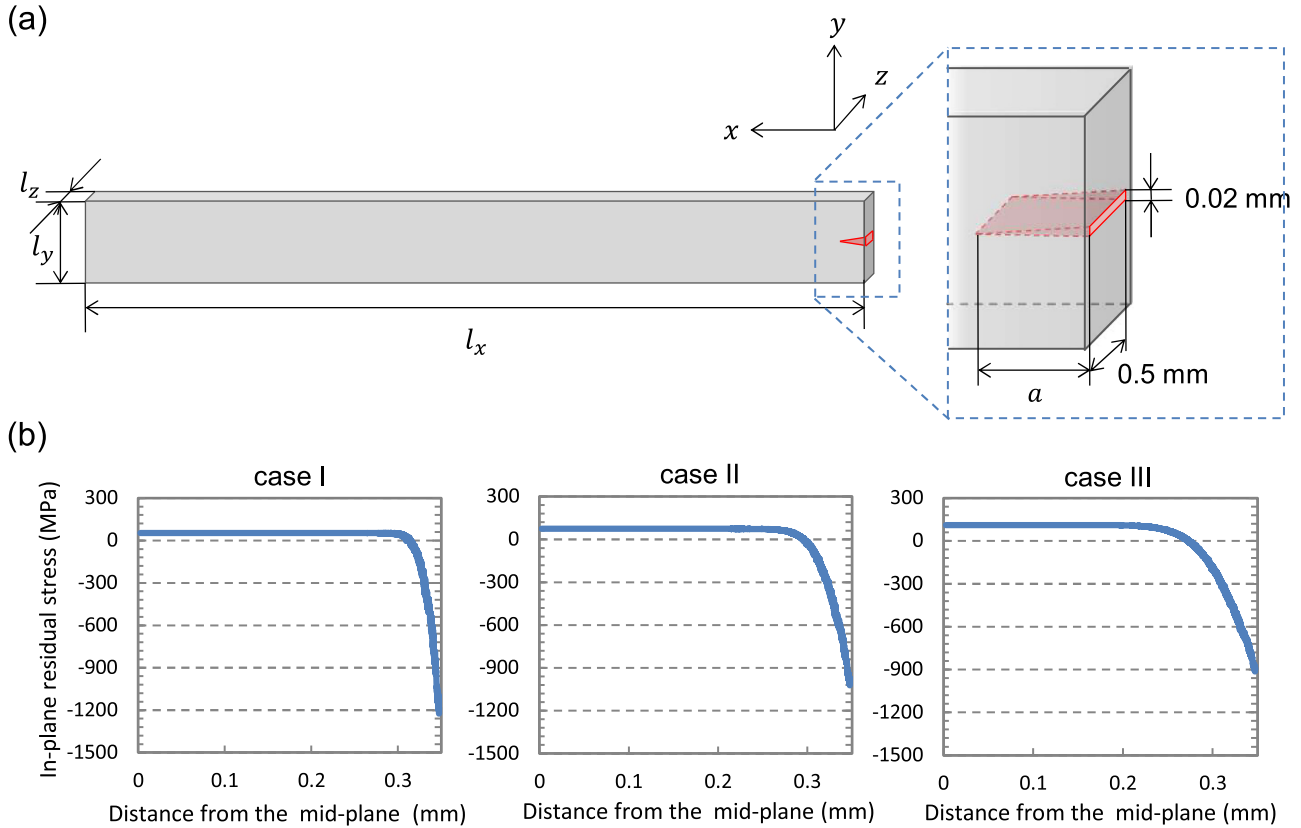 (a)
y
z
x
l_z
l_y
l_x
0.02 mm
0.5 mm
a
(b)
case I
case II
case III
In-plane residual stress (MPa)
300
0
-300
-600
-900
-1200
-1500
0
0.1
0.2
0.3
Distance from the mid-plane (mm)
300
0
-300
-600
-900
-1200
-1500
0
0.1
0.2
0.3
Distance from the mid-plane (mm)
300
0
-300
-600
-900
-1200
-1500
0
0.1
0.2
0.3
Distance from the mid-plane (mm)